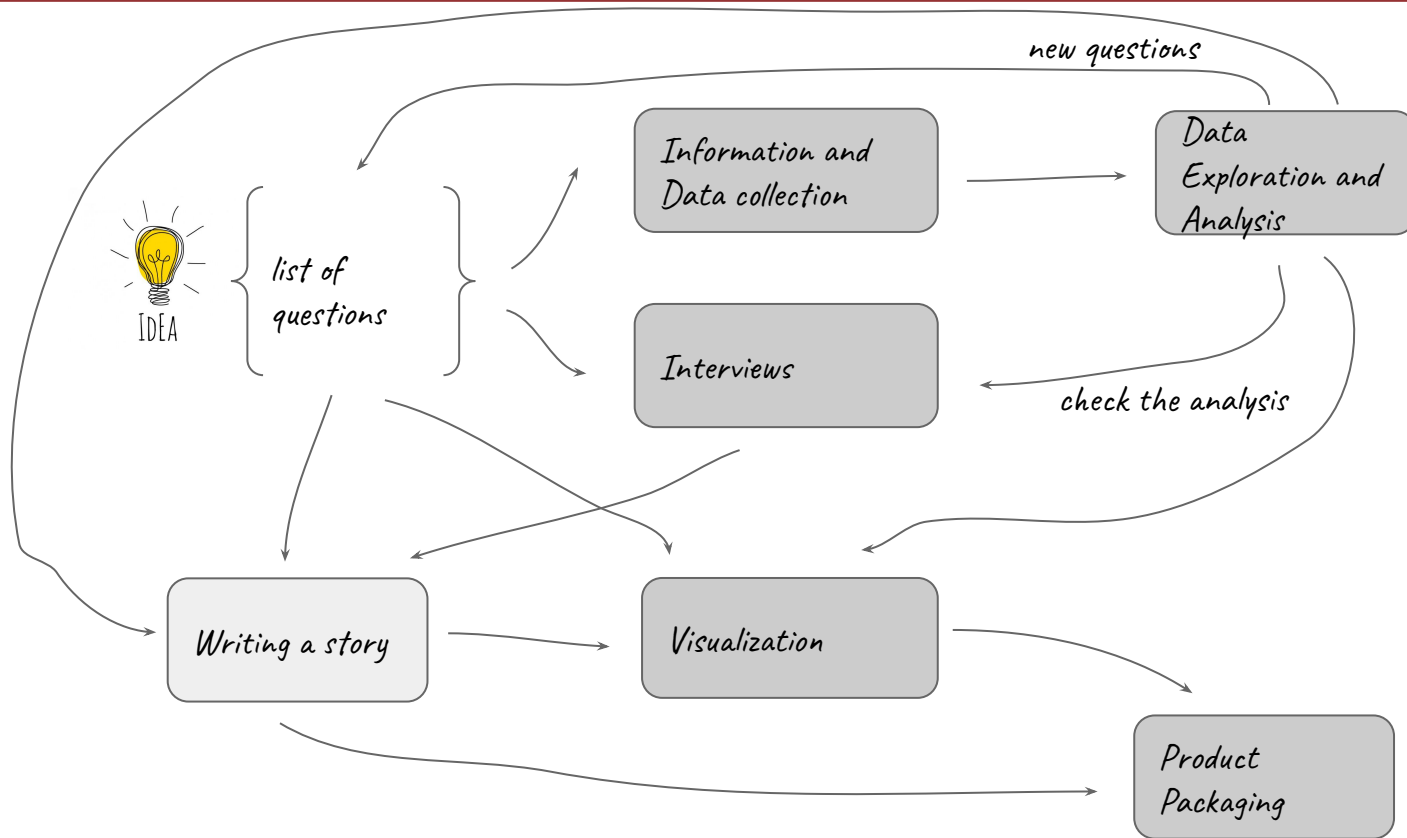 new questions
Information and
Data collection
Data
Exploration and
Analysis
list of
questions
IDEA
Interviews
check the analysis
Writing a story
Visualization
Product
Packaging